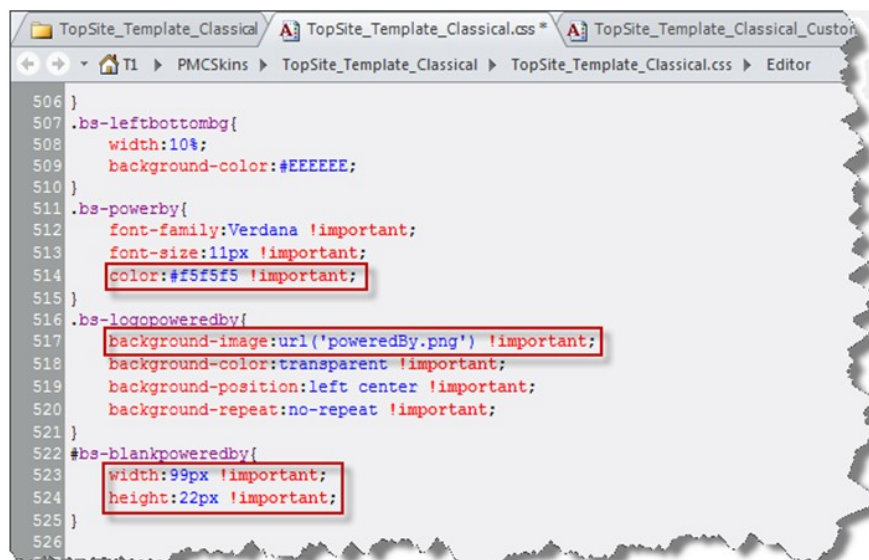 TopSite_Template_Classical TopSite_Template_Classical.css * TopSite_Template_Classical_Custom
T1 PMCSkins TopSite_Template_Classical TopSite_Template_Classical.css Editor
506 }
507 .bs-leftbottombg{
508 width:10%;
509 background-color:#EEEEEE;
510 }
511 .bs-powerby{
512 font-family:Verdana !important;
513 font-size:11px !important;
514 color:#f5f5f5 !important;
515 }
516 .bs-logopoweredby{
517 background-image:url('poweredBy.png') !important;
518 background-color:transparent !important;
519 background-position:left center !important;
520 background-repeat:no-repeat !important;
521 }
522 #bs-blankpoweredby{
523 width:99px !important;
524 height:22px !important;
525 }
526